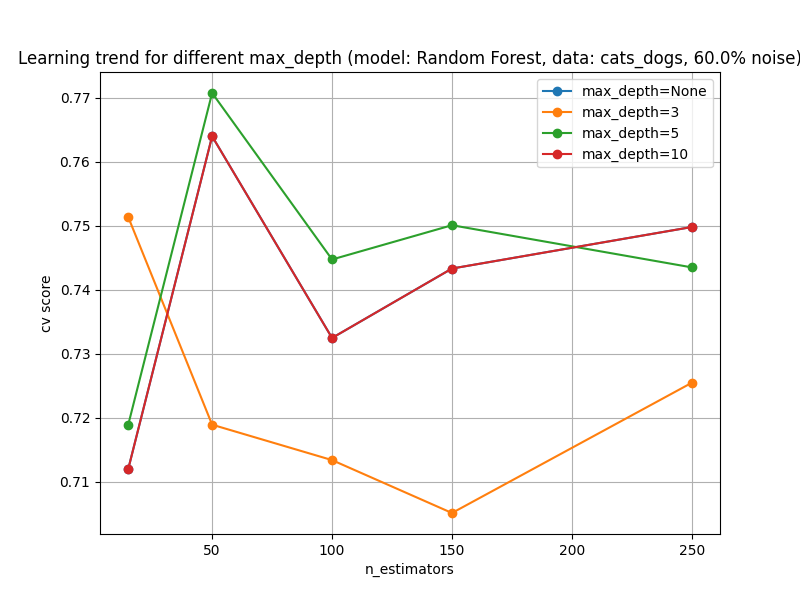 Learning trend for different max_depth (model: Random Forest, data: cats_dogs, 60.0% noise)
max_depth=None
max_depth=3
max_depth=5
max_depth=10
cv score
0.77
0.76
0.75
0.74
0.73
0.72
0.71
50
100
150
200
250
n_estimators